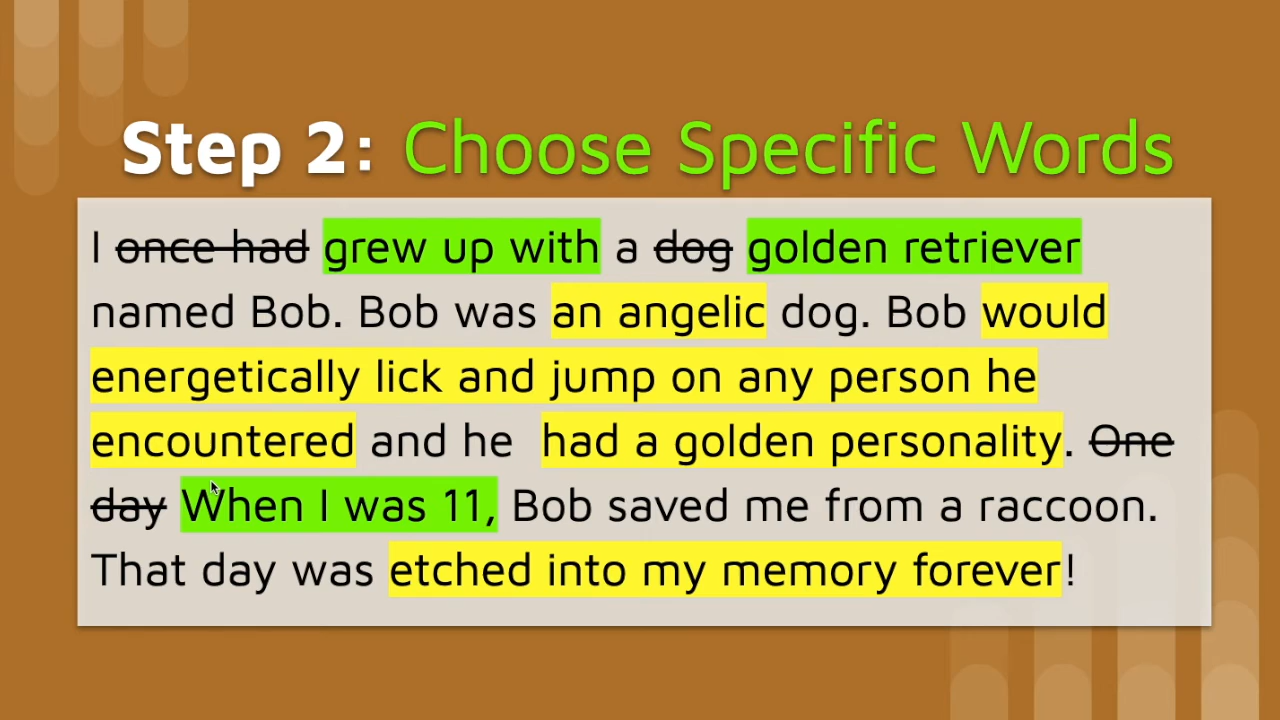 Step 2: Choose Specific Words
I once had grew up with a dog golden retriever
named Bob. Bob was an angelic dog. Bob would
energetically lick and jump on any person he
encountered and he had a golden personality. One
day When I was 11, Bob saved me from a raccoon.
That day was etched into my memory forever!